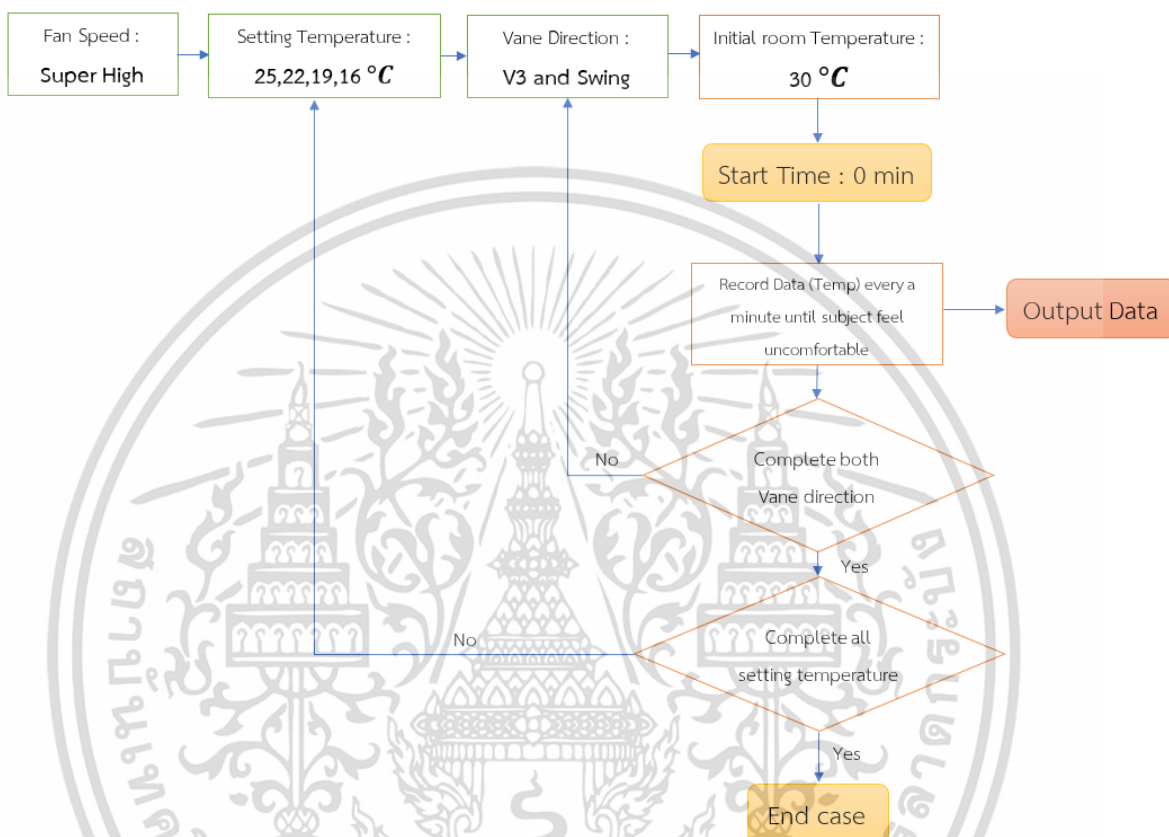 Fan Speed :
Super High
Setting Temperature :
25,22,19,16 °C
Vane Direction :
V3 and Swing
Initial room Temperature :
30 °C
Start Time : 0 min
Record Data (Temp) every a
minute until subject feel
uncomfortable
Output Data
No
Complete both
Vane direction
Yes
No
Complete all
setting temperature
Yes
End case